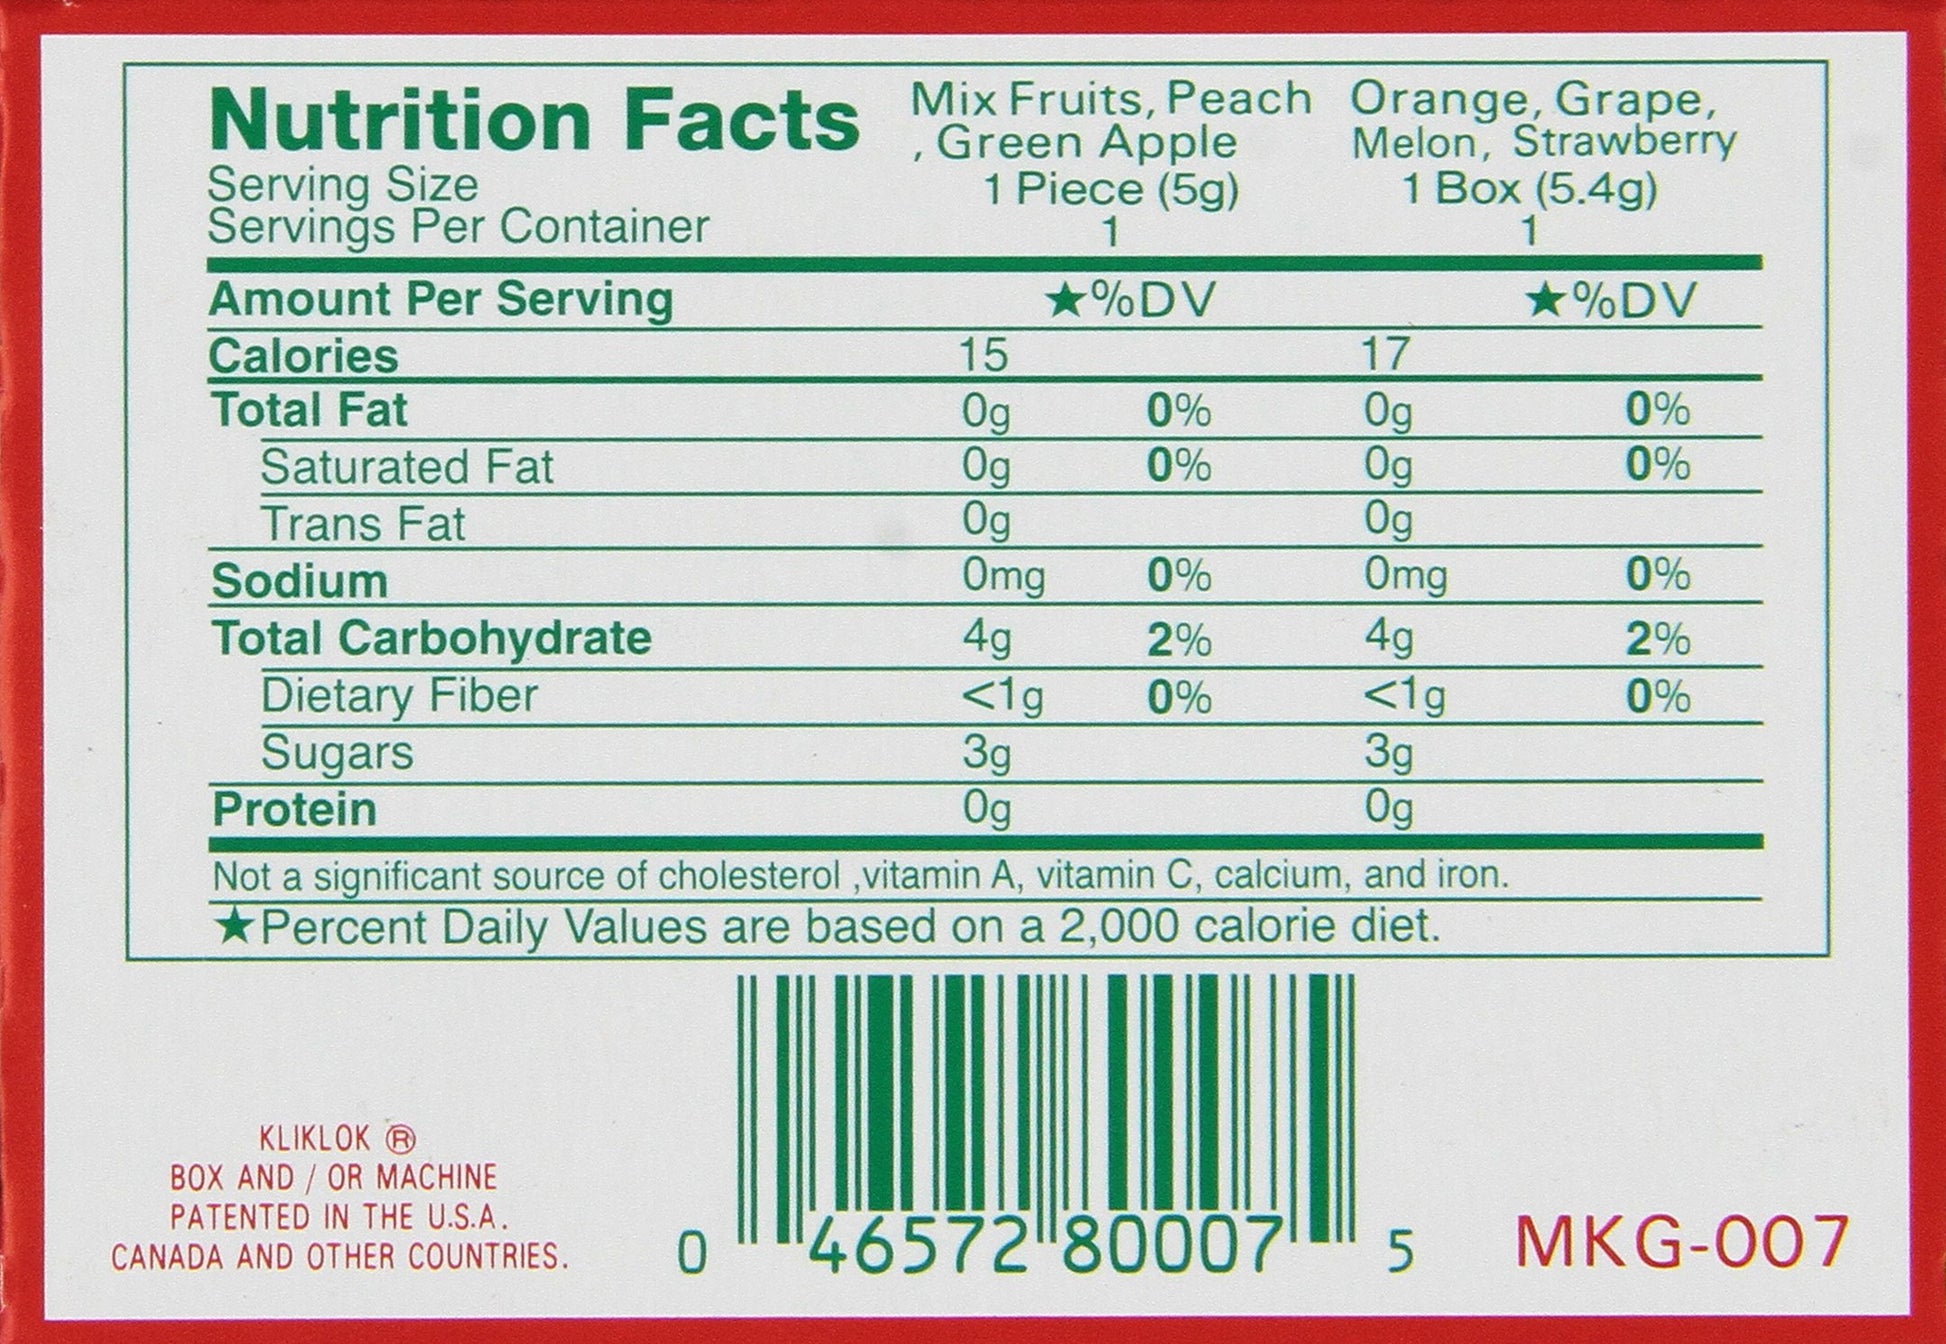 Nutrition Facts Mix Fruits, Peach Orange, Grape,
, Green Apple Melon, Strawberry
Serving Size 1 Piece (5g) 1 Box (5.4g)
Servings Per Container 1 1
Amount Per Serving ★%DV ★%DV
Calories 15 17
Total Fat 0g 0% 0g 0%
Saturated Fat 0g 0% 0g 0%
Trans Fat 0g 0g
Sodium 0mg 0% 0mg 0%
Total Carbohydrate 4g 2% 4g 2%
Dietary Fiber <1g 0% <1g 0%
Sugars 3g 3g
Protein 0g 0g
Not a significant source of cholesterol ,vitamin A, vitamin C, calcium, and iron.
★Percent Daily Values are based on a 2,000 calorie diet.
KLIKLOK ®
BOX AND / OR MACHINE
PATENTED IN THE U.S.A.
CANADA AND OTHER COUNTRIES.
0 46572 80007 5
MKG-007